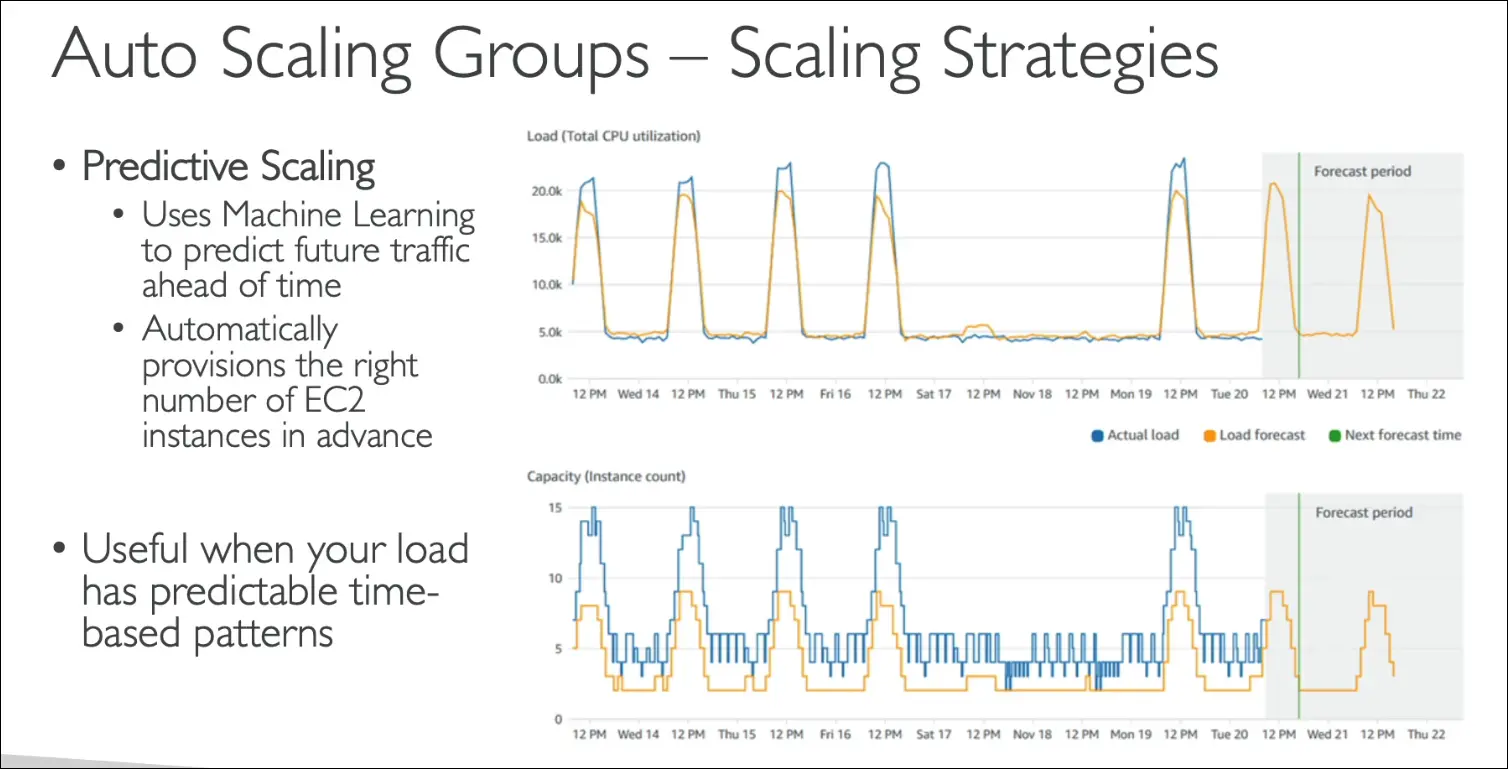 Auto Scaling Groups – Scaling Strategies
• Predictive Scaling
• Uses Machine Learning
to predict future traffic
ahead of time
• Automatically
provisions the right
number of EC2
instances in advance
• Useful when your load
has predictable time-
based patterns
Load (Total CPU utilization)
Forecast period
20.0k
15.0k
10.0k
5.0k
0.0k
12 PM Wed 14 12 PM Thu 15 12 PM Fri 16 12 PM Sat 17 12 PM Nov 18 12 PM Mon 19 12 PM Tue 20 12 PM Wed 21 12 PM Thu 22
Actual load Load forecast Next forecast time
Capacity (Instance count)
Forecast period
15
10
5
0
12 PM Wed 14 12 PM Thu 15 12 PM Fri 16 12 PM Sat 17 12 PM Nov 18 12 PM Mon 19 12 PM Tue 20 12 PM Wed 21 12 PM Thu 22